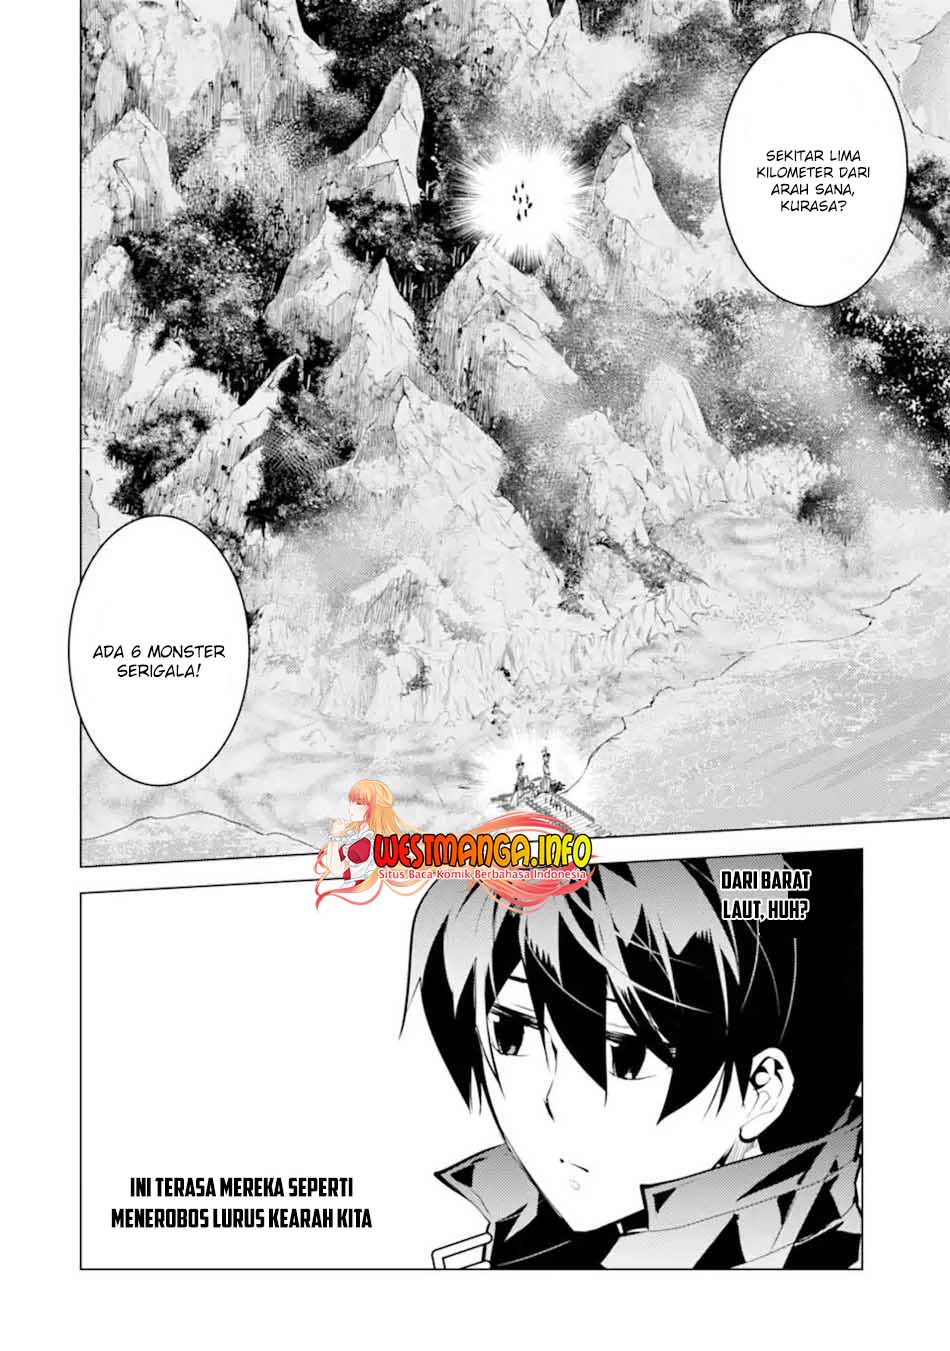 SEKITAR LIMA
KILOMETER DARI
ARAH SANA,
KURASA?
ADA 6 MONSTER
SERIGALA!
WESTMANGA.INFO
Situs Baca Komik Berbahasa Indonesia
DARI BARAT
LAUT, HUH?
INI TERASA MEREKA SEPERTI
MENEROBOS LURUS KEARAH KITA